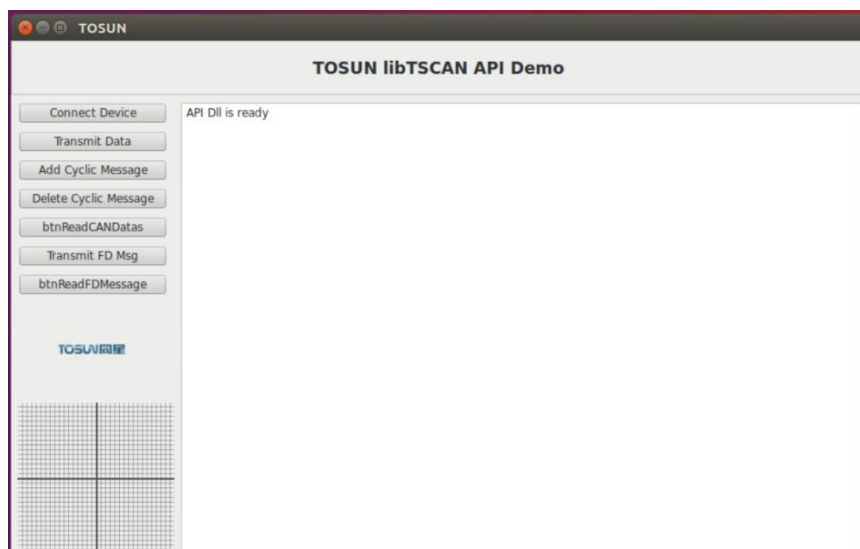 TOSUN
TOSUN libTSCAN API Demo
Connect Device
API Dll is ready
Transmit Data
Add Cyclic Message
Delete Cyclic Message
btnReadCANDatas
Transmit FD Msg
btnReadFDMessage
TOSUN同星